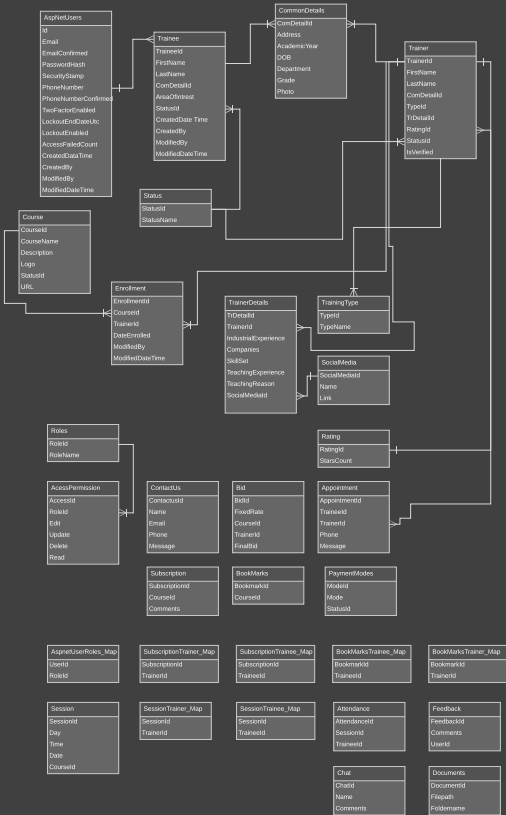 AspNetUsers
Id
Email
EmailConfirmed
PasswordHash
SecurityStamp
PhoneNumber
PhoneNumberConfirmed
TwoFactorEnabled
LockoutEndDateUtc
LockoutEnabled
AccessFailedCount
CreatedDataTime
CreatedBy
ModifiedBy
ModifiedDateTime
Trainee
TraineeId
FirstName
LastName
ComDetailId
AreaOfIntrest
StatusId
CreatedDate Time
CreatedBy
ModifiedBy
ModifiedDateTime
CommonDetails
ComDetailId
Address
AcademicYear
DOB
Department
Grade
Photo
Trainer
TrainerId
FirstName
LastName
ComDetailId
TypeId
TrDetailId
RatingId
StatusId
IsVerified
Status
StatusId
StatusName
Course
CourseId
CourseName
Description
Logo
StatusId
URL
Enrollment
EnrollmentId
CourseId
TrainerId
DateEnrolled
ModifiedBy
ModifiedDateTime
TrainerDetails
TrDetailId
TrainerId
IndustrialExperience
Companies
SkillSet
TeachingExperience
TeachingReason
SocialMediaId
TrainingType
TypeId
TypeName
SocialMedia
SocialMediaId
Name
Link
Roles
RoleId
RoleName
Rating
RatingId
StarsCount
AcessPermission
AccessId
RoleId
Edit
Update
Delete
Read
ContactUs
ContactusId
Name
Email
Phone
Message
Bid
BidId
FixedRate
CourseId
TrainerId
FinalBid
Appointment
AppointmentId
TraineeId
TrainerId
Phone
Message
Subscription
SubscriptionId
CourseId
Comments
BookMarks
BookmarkId
CourseId
PaymentModes
ModeId
Mode
StatusId
AspnetUserRoles_Map
UserId
RoleId
SubscriptionTrainer_Map
SubscriptionId
TrainerId
SubscriptionTrainee_Map
SubscriptionId
TraineeId
BookMarksTrainee_Map
BookmarkId
TraineeId
BookMarksTrainer_Map
BookmarkId
TrainerId
Session
SessionId
Day
Time
Date
CourseId
SessionTrainer_Map
SessionId
TrainerId
SessionTrainee_Map
SessionId
TraineeId
Attendance
AttendanceId
SessionId
TraineeId
Feedback
FeedbackId
Comments
UserId
Chat
ChatId
Name
Comments
Documents
DocumentId
Filepath
Foldername